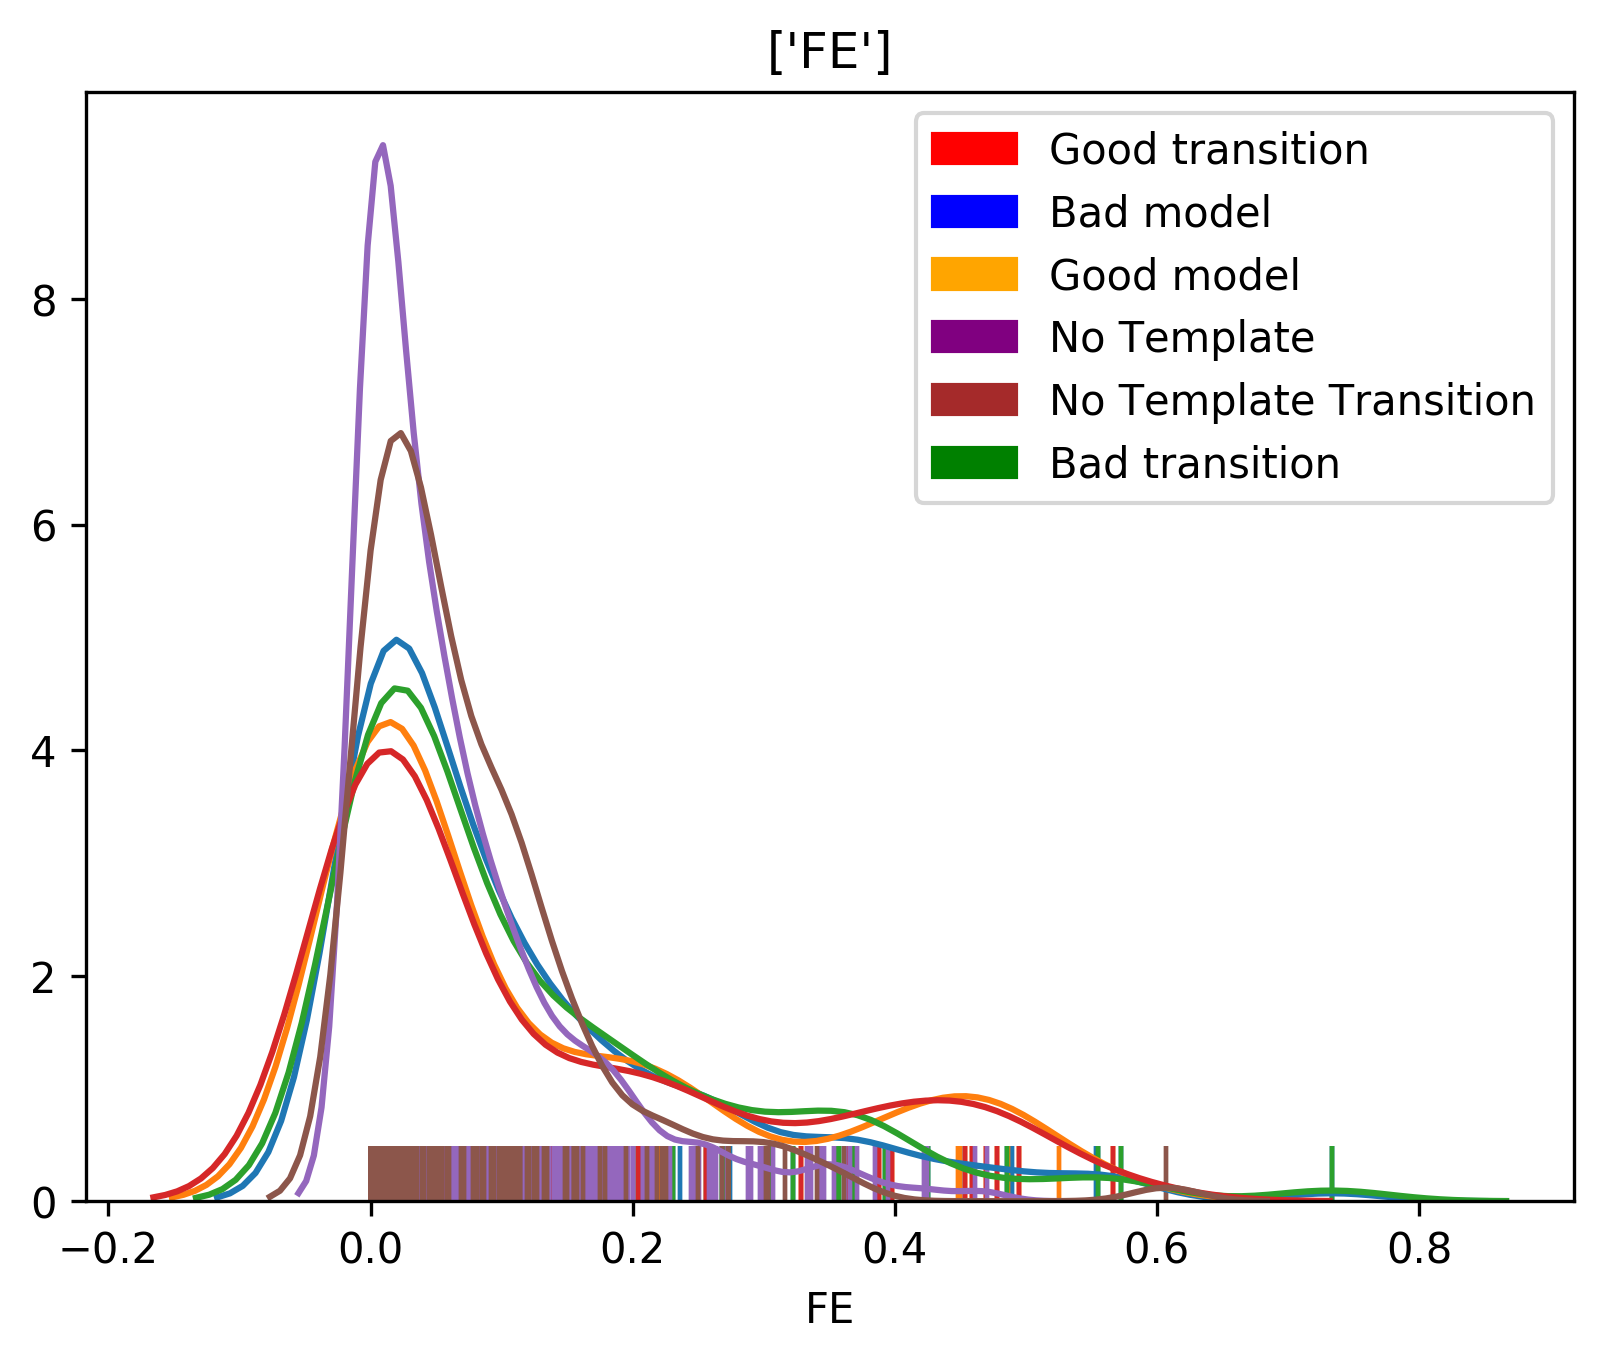 ['FE']
Good transition
Bad model
Good model
No Template
No Template Transition
Bad transition
8
6
4
2
0
−0.2 0.0 0.2 0.4 0.6 0.8
FE